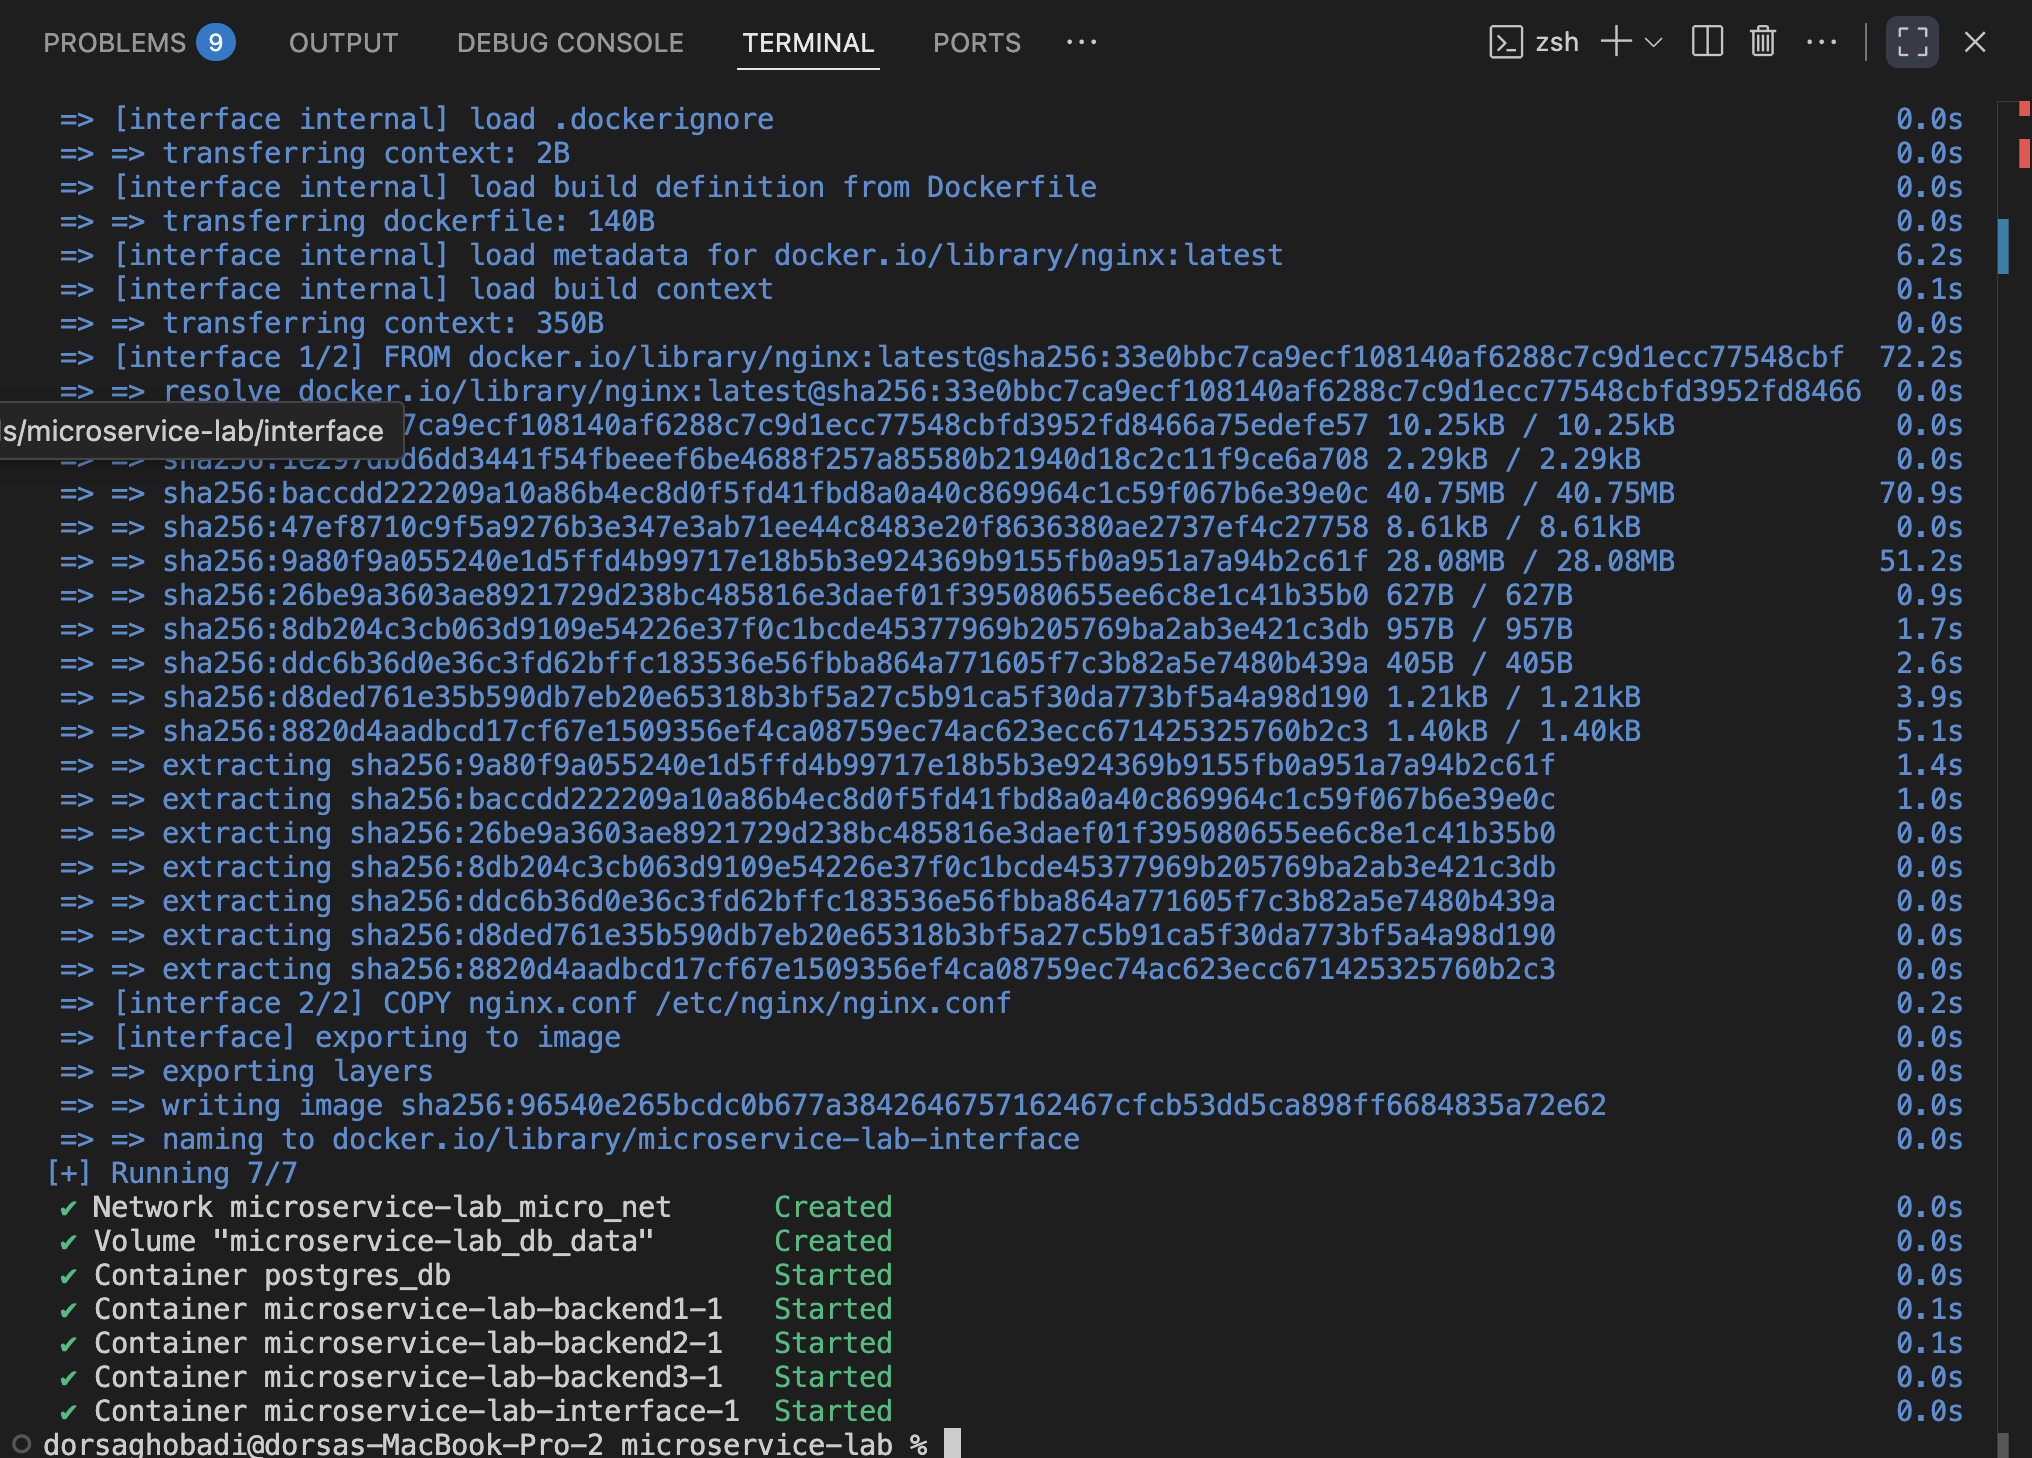 PROBLEMS 9 OUTPUT DEBUG CONSOLE TERMINAL PORTS ··· zsh
=> [interface internal] load .dockerignore 0.0s
=> => transferring context: 2B 0.0s
=> [interface internal] load build definition from Dockerfile 0.0s
=> => transferring dockerfile: 140B 0.0s
=> [interface internal] load metadata for docker.io/library/nginx:latest 6.2s
=> [interface internal] load build context 0.1s
=> => transferring context: 350B 0.0s
=> [interface 1/2] FROM docker.io/library/nginx:latest@sha256:33e0bbc7ca9ecf108140af6288c7c9d1ecc77548cbf 72.2s
=> => resolve docker.io/library/nginx:latest@sha256:33e0bbc7ca9ecf108140af6288c7c9d1ecc77548cbfd3952fd8466 0.0s
ls/microservice-lab/interface 7ca9ecf108140af6288c7c9d1ecc77548cbfd3952fd8466a75edefe57 10.25kB / 10.25kB 0.0s
=> => sha256:1e297dbd6dd3441f54fbeeef6be4688f257a85580b21940d18c2c11f9ce6a708 2.29kB / 2.29kB 0.0s
=> => sha256:baccdd222209a10a86b4ec8d0f5fd41fbd8a0a40c869964c1c59f067b6e39e0c 40.75MB / 40.75MB 70.9s
=> => sha256:47ef8710c9f5a9276b3e347e3ab71ee44c8483e20f8636380ae2737ef4c27758 8.61kB / 8.61kB 0.0s
=> => sha256:9a80f9a055240e1d5ffd4b99717e18b5b3e924369b9155fb0a951a7a94b2c61f 28.08MB / 28.08MB 51.2s
=> => sha256:26be9a3603ae8921729d238bc485816e3daef01f395080655ee6c8e1c41b35b0 627B / 627B 0.9s
=> => sha256:8db204c3cb063d9109e54226e37f0c1bcde45377969b205769ba2ab3e421c3db 957B / 957B 1.7s
=> => sha256:ddc6b36d0e36c3fd62bffc183536e56fbba864a771605f7c3b82a5e7480b439a 405B / 405B 2.6s
=> => sha256:d8ded761e35b590db7eb20e65318b3bf5a27c5b91ca5f30da773bf5a4a98d190 1.21kB / 1.21kB 3.9s
=> => sha256:8820d4aadbcd17cf67e1509356ef4ca08759ec74ac623ecc671425325760b2c3 1.40kB / 1.40kB 5.1s
=> => extracting sha256:9a80f9a055240e1d5ffd4b99717e18b5b3e924369b9155fb0a951a7a94b2c61f 1.4s
=> => extracting sha256:baccdd222209a10a86b4ec8d0f5fd41fbd8a0a40c869964c1c59f067b6e39e0c 1.0s
=> => extracting sha256:26be9a3603ae8921729d238bc485816e3daef01f395080655ee6c8e1c41b35b0 0.0s
=> => extracting sha256:8db204c3cb063d9109e54226e37f0c1bcde45377969b205769ba2ab3e421c3db 0.0s
=> => extracting sha256:ddc6b36d0e36c3fd62bffc183536e56fbba864a771605f7c3b82a5e7480b439a 0.0s
=> => extracting sha256:d8ded761e35b590db7eb20e65318b3bf5a27c5b91ca5f30da773bf5a4a98d190 0.0s
=> => extracting sha256:8820d4aadbcd17cf67e1509356ef4ca08759ec74ac623ecc671425325760b2c3 0.0s
=> [interface 2/2] COPY nginx.conf /etc/nginx/nginx.conf 0.2s
=> [interface] exporting to image 0.0s
=> => exporting layers 0.0s
=> => writing image sha256:96540e265bcdc0b677a3842646757162467cfcb53dd5ca898ff6684835a72e62 0.0s
=> => naming to docker.io/library/microservice-lab-interface 0.0s
[+] Running 7/7
✔ Network microservice-lab_micro_net Created 0.0s
✔ Volume "microservice-lab_db_data" Created 0.0s
✔ Container postgres_db Started 0.0s
✔ Container microservice-lab-backend1-1 Started 0.1s
✔ Container microservice-lab-backend2-1 Started 0.1s
✔ Container microservice-lab-backend3-1 Started 0.0s
✔ Container microservice-lab-interface-1 Started 0.0s
dorsaghobadi@dorsas-MacBook-Pro-2 microservice-lab %